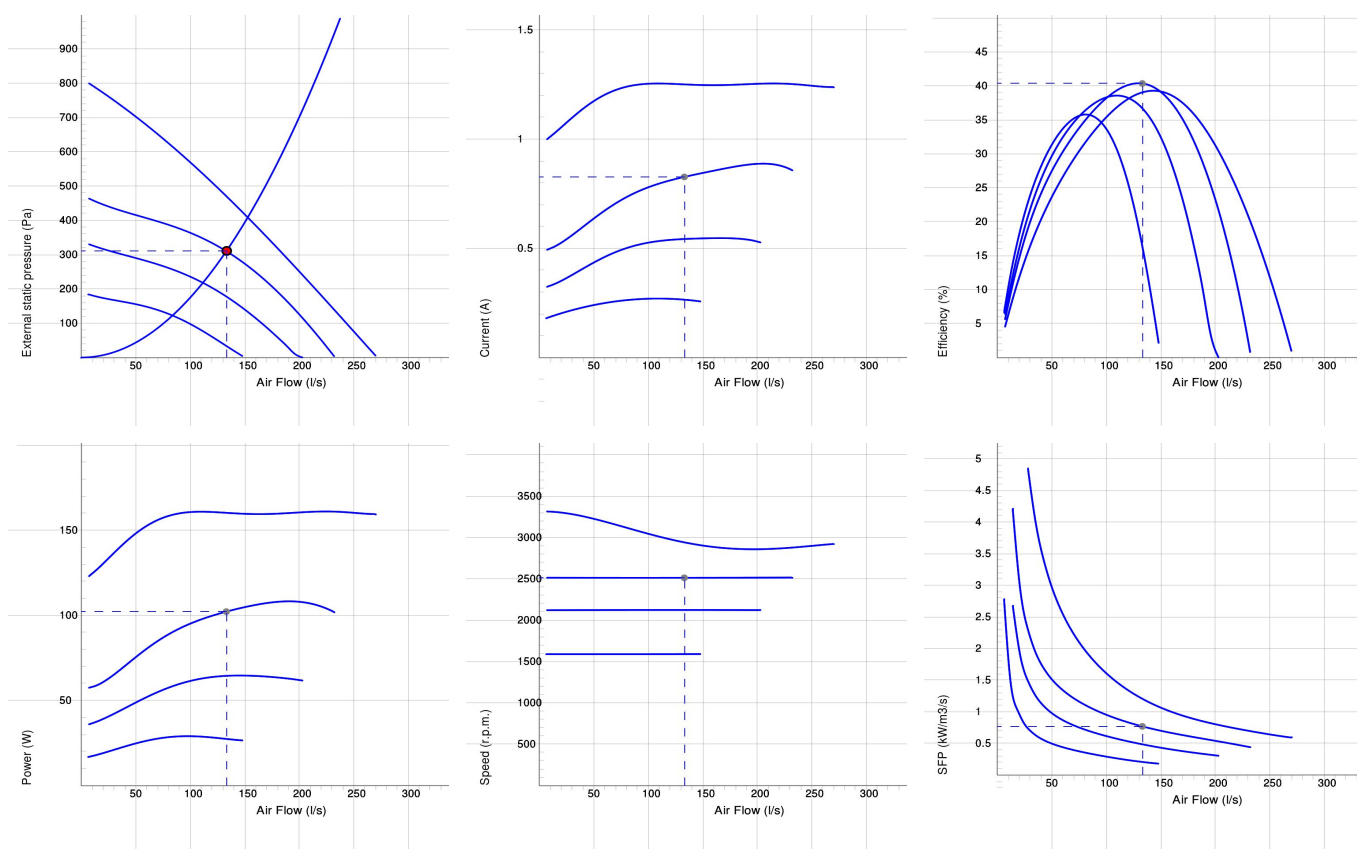 External static pressure (Pa)
900
800
700
600
500
400
300
200
100
50 100 150 200 250 300
Air Flow (l/s)
Current (A)
1.5
1
0.5
50 100 150 200 250 300
Air Flow (l/s)
Efficiency (%)
45
40
35
30
25
20
15
10
5
50 100 150 200 250 300
Air Flow (l/s)
Power (W)
150
100
50
50 100 150 200 250 300
Air Flow (l/s)
Speed (r.p.m.)
3500
3000
2500
2000
1500
1000
500
50 100 150 200 250 300
Air Flow (l/s)
SFP (kW/m3/s)
5
4.5
4
3.5
3
2.5
2
1.5
1
0.5
50 100 150 200 250 300
Air Flow (l/s)